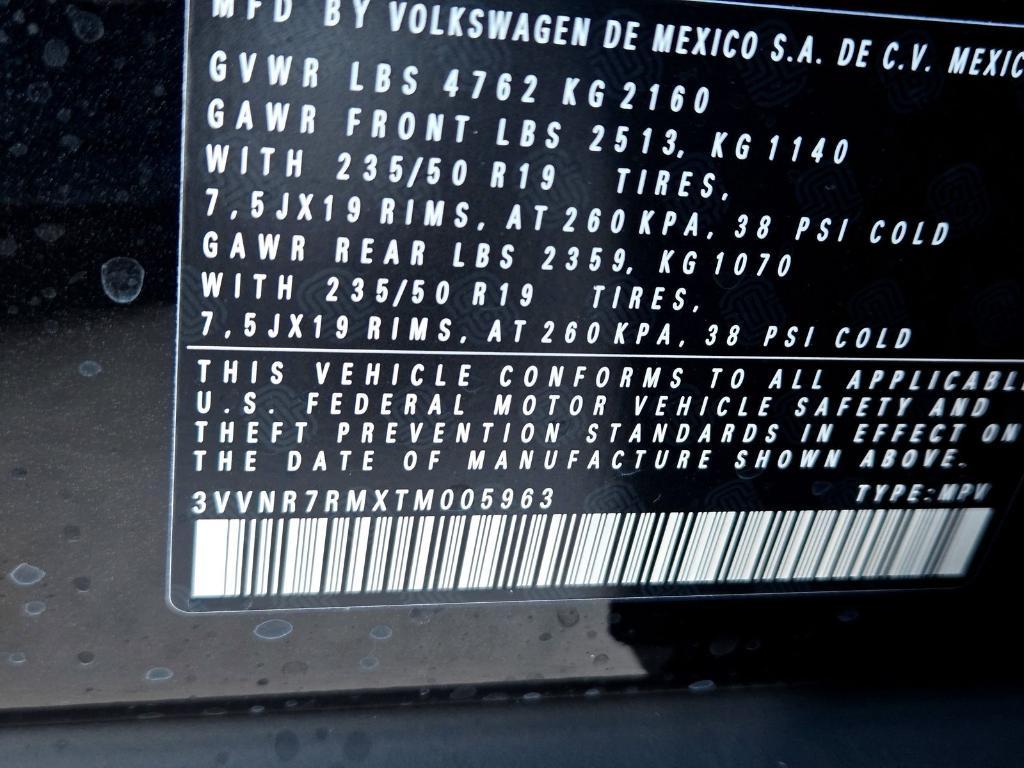 MFD BY VOLKSWAGEN DE MEXICO S.A. DE C.V. MEXIC
GVWR LBS 4762 KG 2160
GAWR FRONT LBS 2513, KG 1140
WITH 235/50 R19 TIRES,
7,5JX19 RIMS, AT 260 KPA, 38 PSI COLD
GAWR REAR LBS 2359, KG 1070
WITH 235/50 R19 TIRES,
7,5JX19 RIMS, AT 260 KPA, 38 PSI COLD
THIS VEHICLE CONFORMS TO ALL APPLICABL
U.S. FEDERAL MOTOR VEHICLE SAFETY AND
THEFT PREVENTION STANDARDS IN EFFECT ON
THE DATE OF MANUFACTURE SHOWN ABOVE.
3VVNR7RMXTM005963 TYPE:MPV